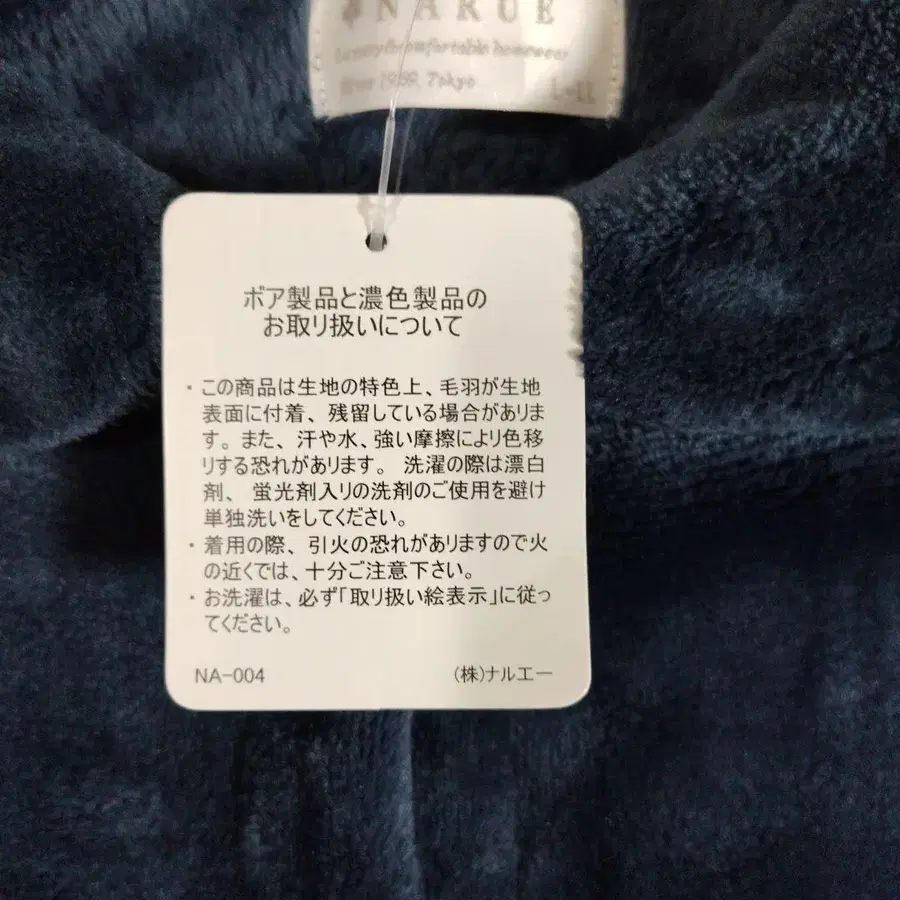 NARUE
Luxury & comfortable homewear
Since 1959. Tokyo
L-LL
ボア製品と濃色製品の
お取り扱いについて
・この商品は生地の特色上、毛羽が生地
表面に付着、残留している場合がありま
す。また、汗や水、強い摩擦により色移
りする恐れがあります。 洗濯の際は漂白
剤、蛍光剤入りの洗剤のご使用を避け
単独洗いをしてください。
・着用の際、引火の恐れがありますので火
の近くでは、十分ご注意下さい。
・お洗濯は、必ず「取り扱い絵表示」に従っ
てください。
NA-004
(株)ナルエー